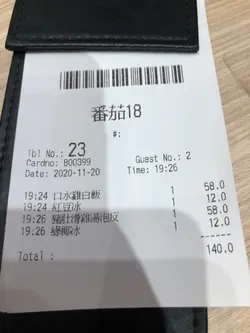 番茄18
#:
Tbl No.: 23
Cardno: B00399 Guest No.: 2
Date: 2020-11-20 Time: 19:26
19:24 口水雞白飯 1 58.0
19:24 紅豆冰 1 12.0
19:26 1 58.0
19:26 冰 1 12.0
------
Total : 140.0